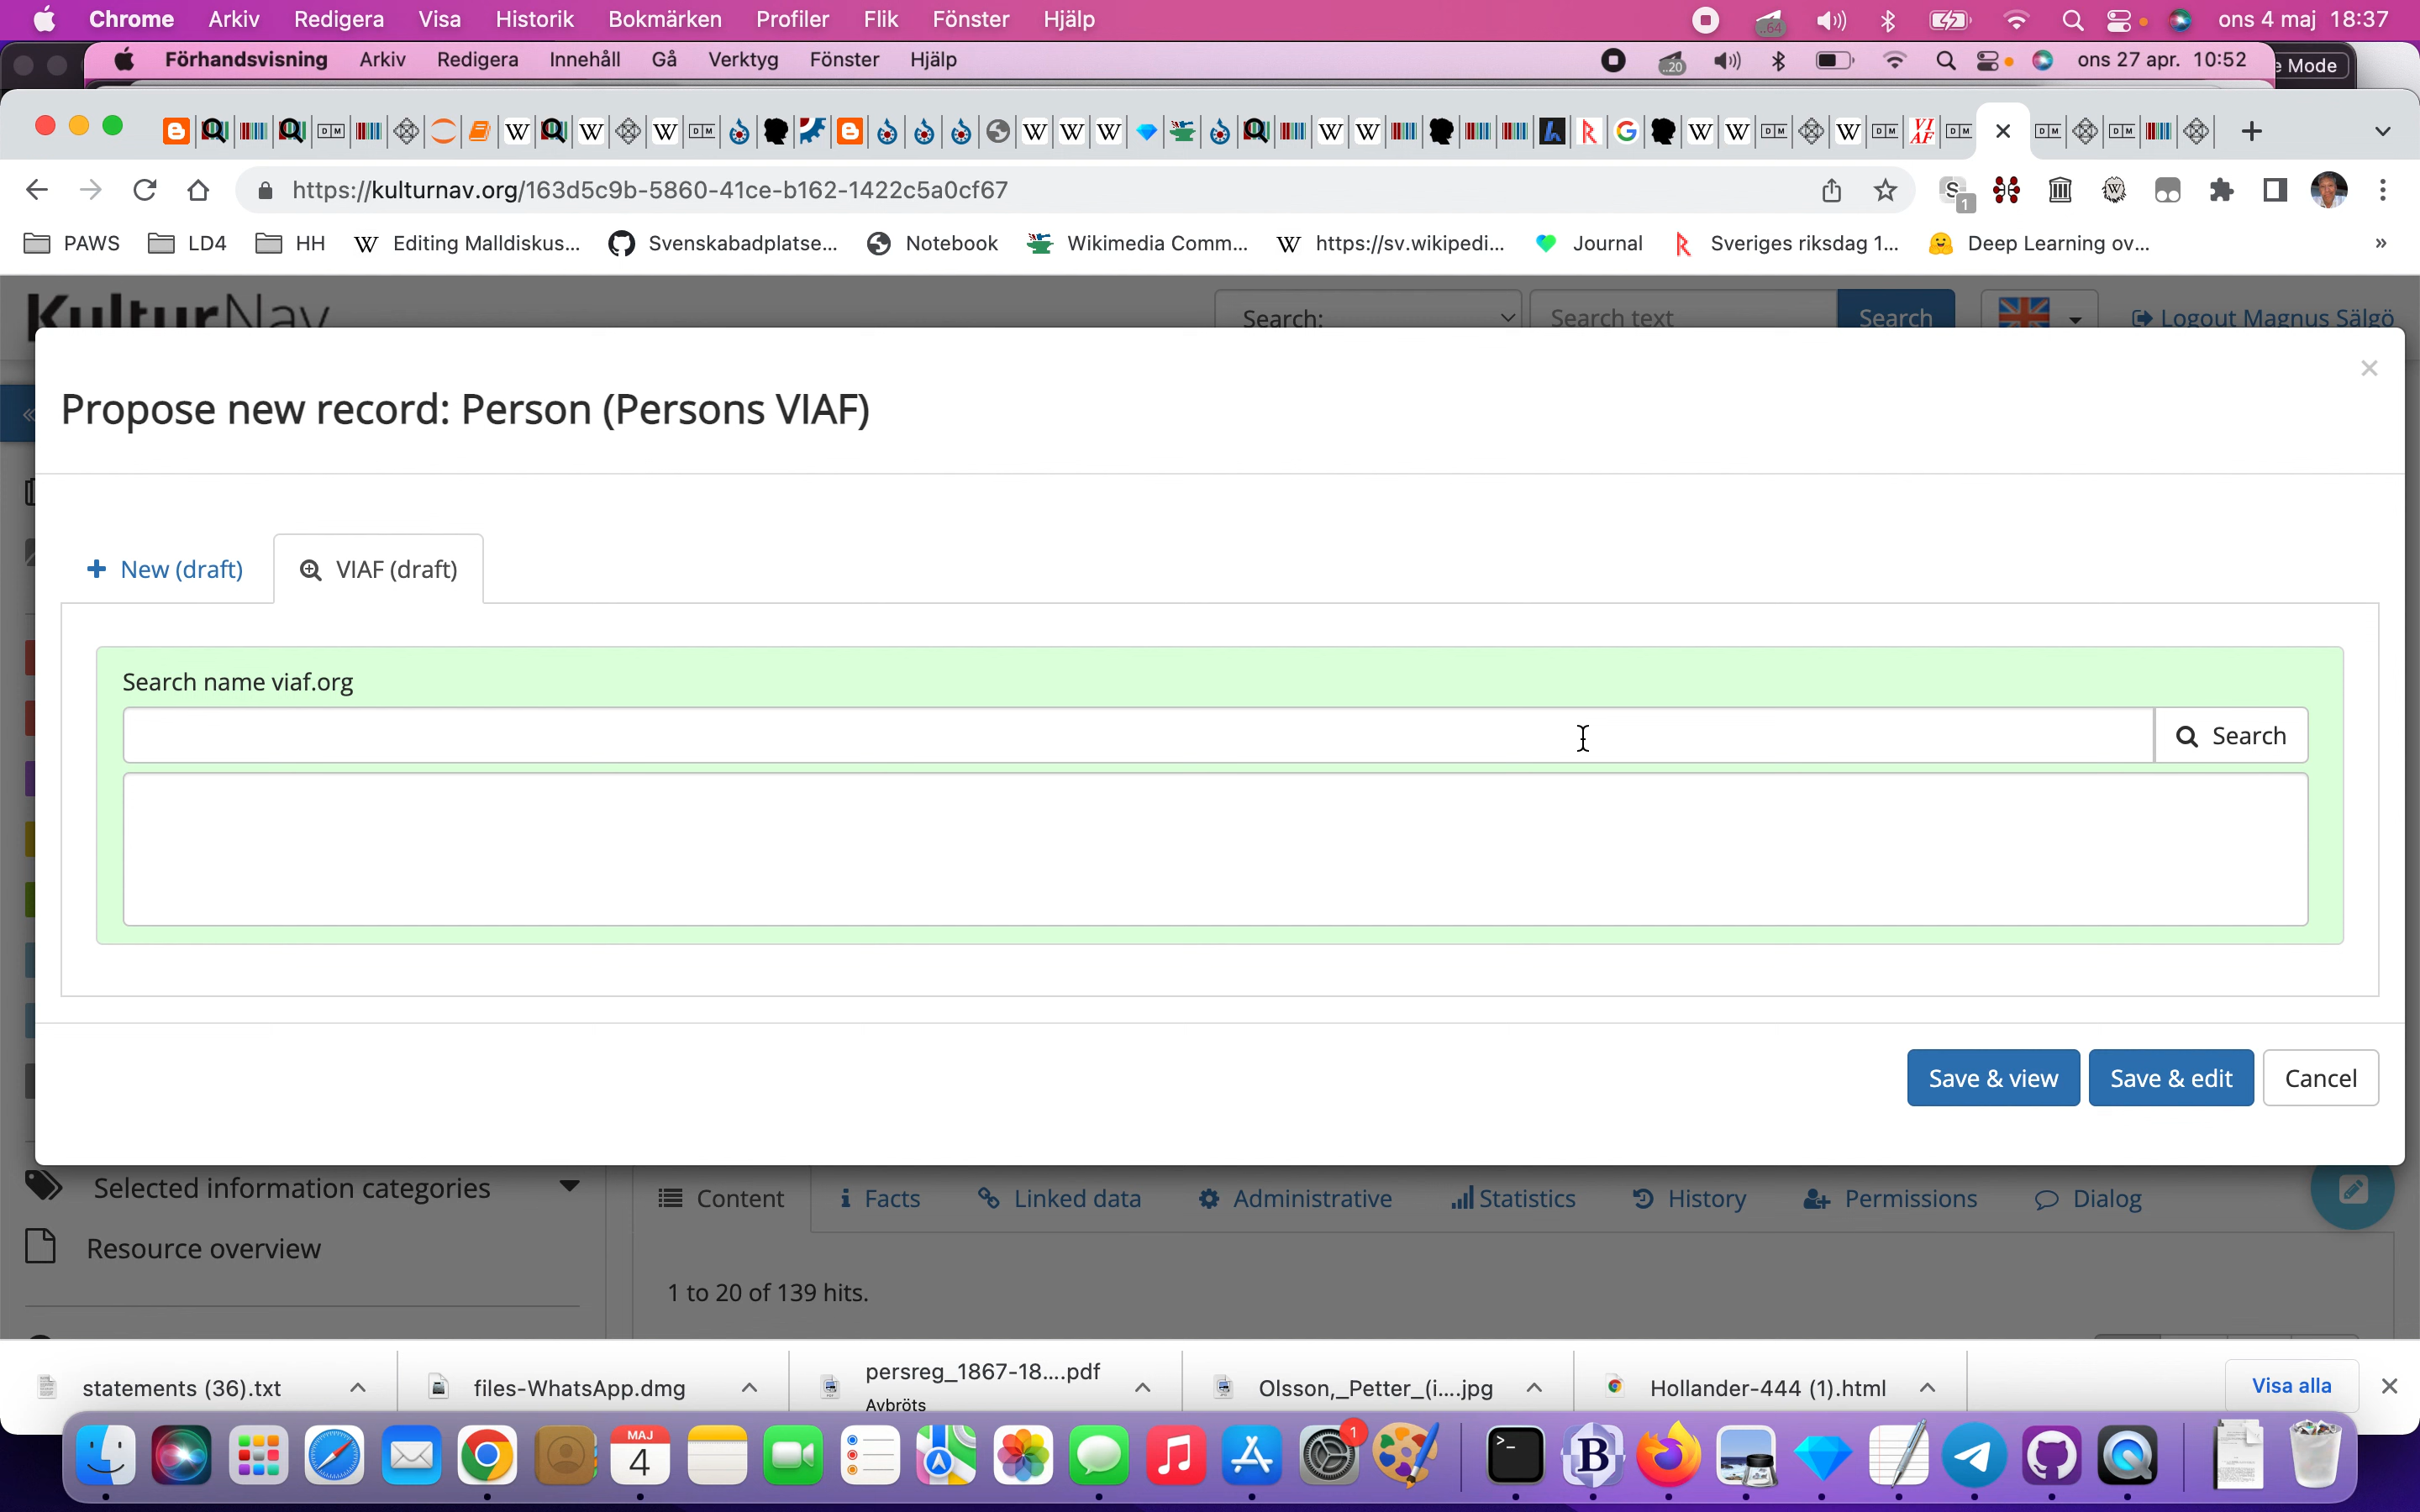 Chrome Arkiv Redigera Visa Historik Bokmärken Profiler Flik Fönster Hjälp ..64 ons 4 maj 18:37
Förhandsvisning Arkiv Redigera Innehåll Gå Verktyg Fönster Hjälp ..20 ons 27 apr. 10:52 e Mode
https://kulturnav.org/163d5c9b-5860-41ce-b162-1422c5a0cf67
PAWS LD4 HH Editing Malldiskus... Svenskabadplatse... Notebook Wikimedia Comm... https://sv.wikipedi... Journal Sveriges riksdag 1... Deep Learning ov... »
KulturNav Search: Search text Search Logout Magnus Sälgö
Propose new record: Person (Persons VIAF)
New (draft) VIAF (draft)
Search name viaf.org
Search
Save & view Save & edit Cancel
Selected information categories
Content Facts Linked data Administrative Statistics History Permissions Dialog
Resource overview
1 to 20 of 139 hits.
statements (36).txt files-WhatsApp.dmg persreg_1867-18....pdf Olsson,_Petter_(i....jpg Hollander-444 (1).html Visa alla
Avbröts
MAJ
4
1